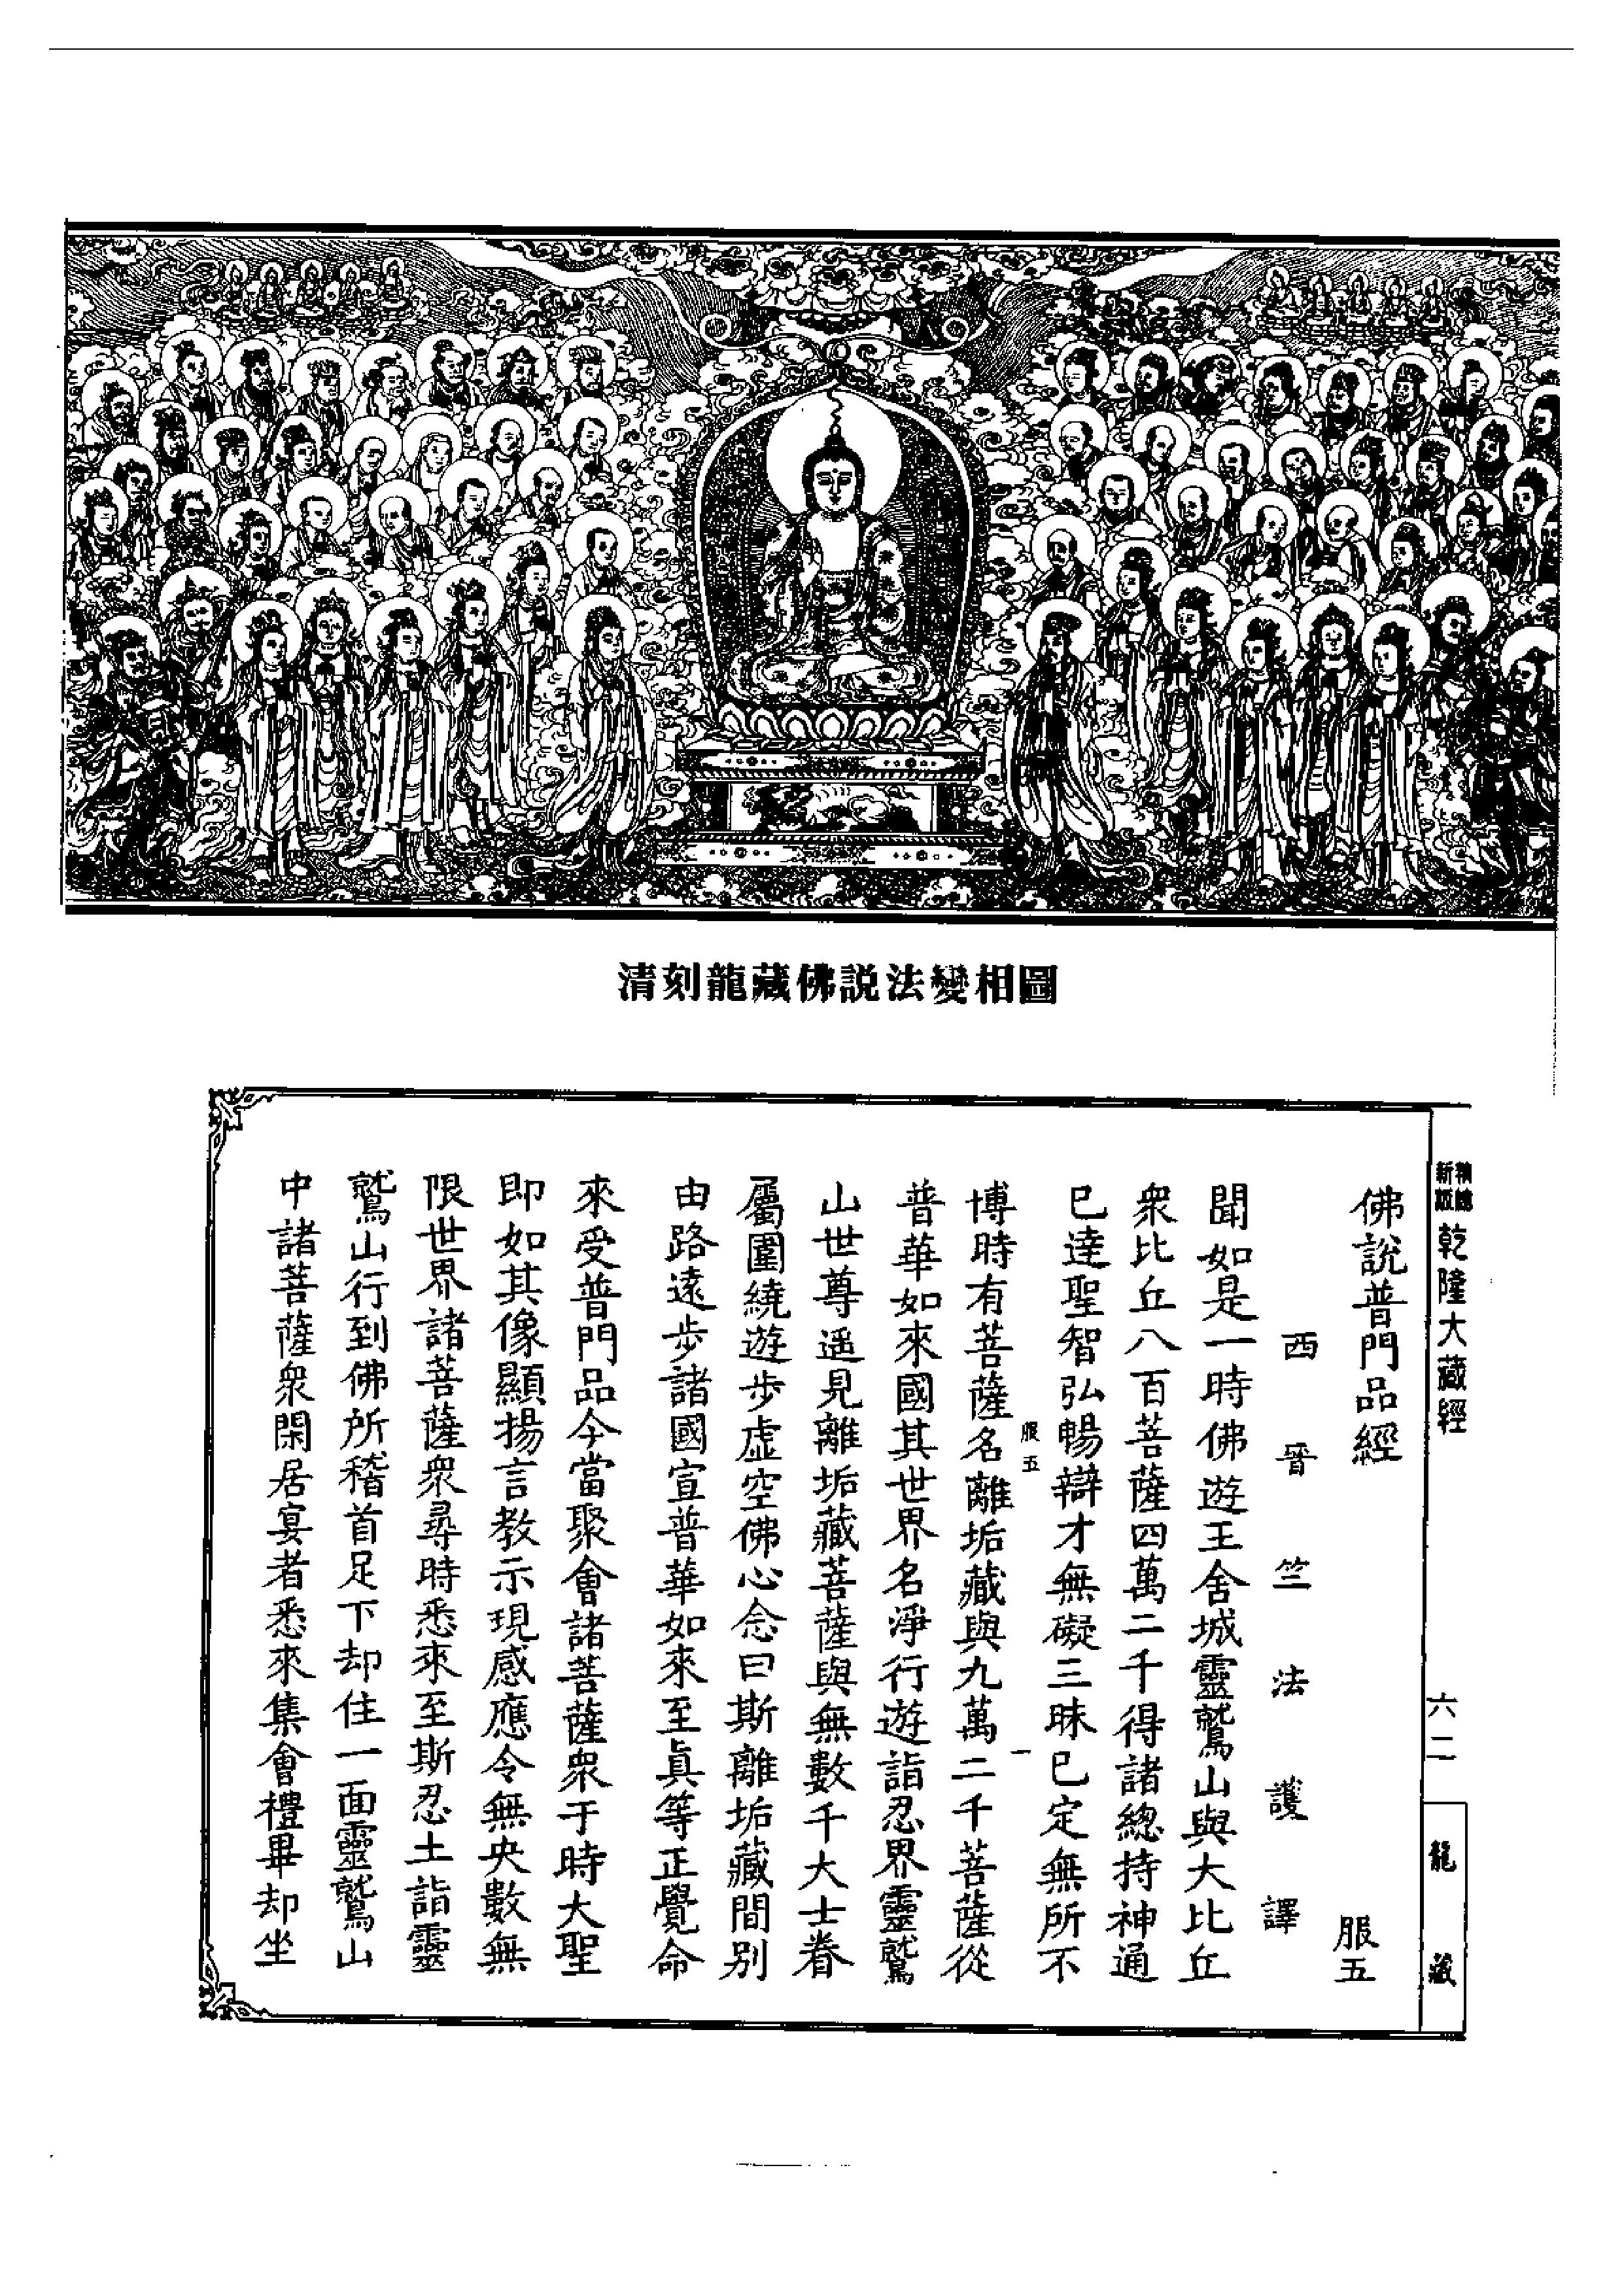 清刻龍藏佛説法變相圖
新版
乾隆大藏經
六二
龍藏
佛說普門品經
服五
西晉竺法護譯
聞如是一時佛遊王舍城靈鷲山與大比丘
衆比丘八百菩薩四萬二千得諸總持神通
已達聖智弘暢辯才無礙三昧已定無所不
服五
一
博時有菩薩名離垢藏與九萬二千菩薩從
普華如來國其世界名淨行遊詣忍界靈鷲
山世尊遥見離垢藏菩薩與無數千大士眷
屬圍繞遊步虛空佛心念曰斯離垢藏間别
由路遠步諸國宣普華如來至真等正覺命
來受普門品今當聚會諸菩薩衆于時大聖
即如其像顯揚言教示現感應令無央數無
限世界諸菩薩衆尋時悉來至斯忍土詣靈
鷲山行到佛所稽首足下却住一面靈鷲山
中諸菩薩衆閑居宴者悉來集會禮畢却坐